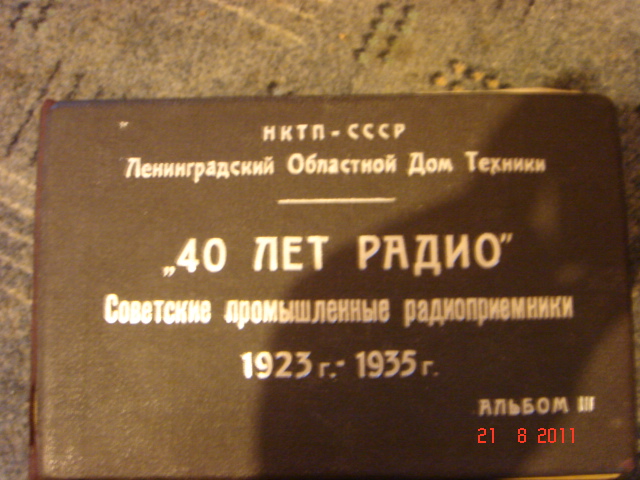 НКТП-СССР
Ленинградский Областной Дом Техники
„40 ЛЕТ РАДИО"
Советские промышленные радиоприемники
1923 г.- 1935 г.
АЛЬБОМ III
21 8 2011